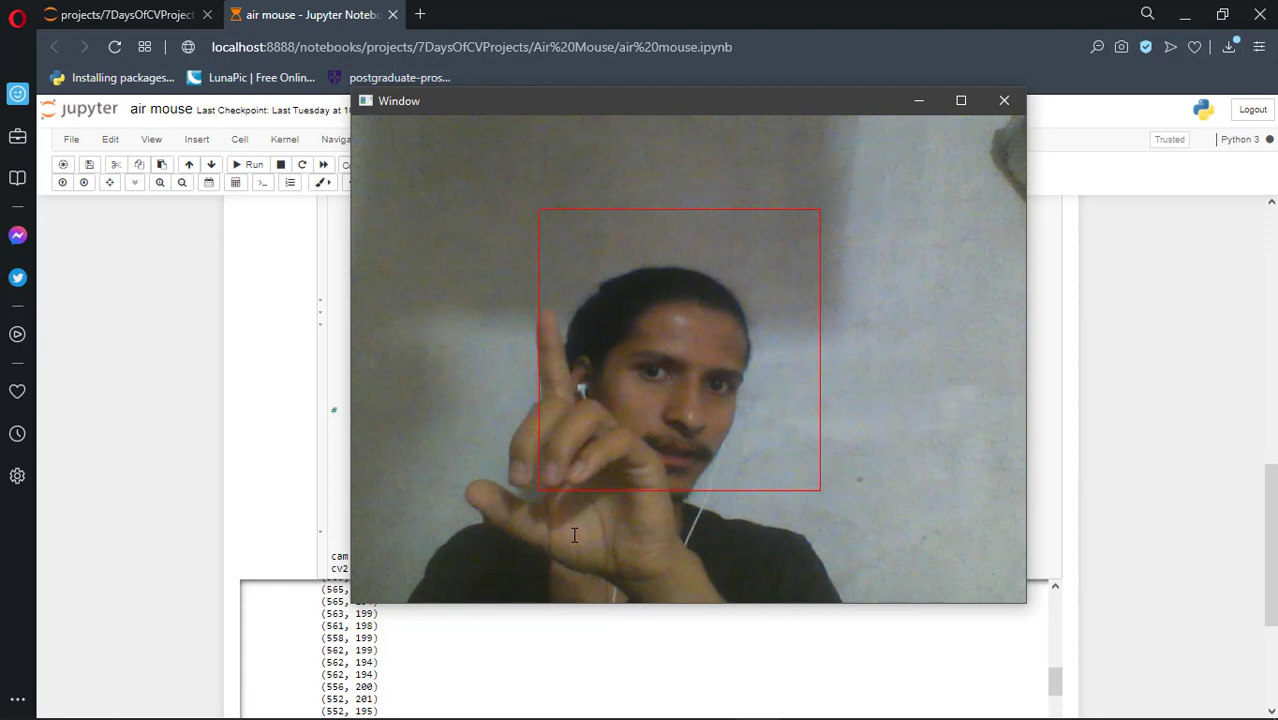 projects/7DaysOfCVProject
air mouse - Jupyter Noteb
localhost:8888/notebooks/projects/7DaysOfCVProjects/Air%20Mouse/air%20mouse.ipynb
Installing packages...
LunaPic | Free Onlin...
postgraduate-pros...
Window
jupyter
air mouse
Last Checkpoint: Last Tuesday at
Logout
File
Edit
View
Insert
Cell
Kernel
Naviga
Trusted
Python 3
Run
#
cam
cv2
(565,
(563, 199)
(561, 198)
(558, 199)
(562, 199)
(562, 194)
(562, 194)
(556, 200)
(552, 201)
(552, 195)